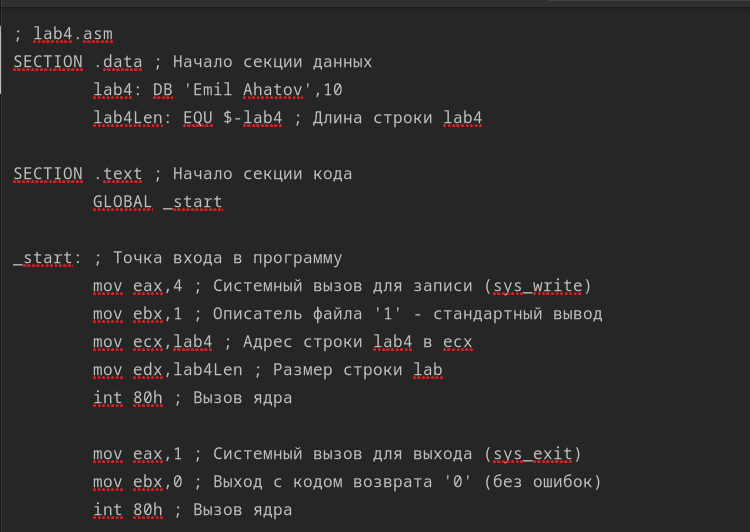 ; lab4.asm
SECTION .data ; Начало секции данных
lab4: DB 'Emil Ahatov',10
lab4Len: EQU $-lab4 ; Длина строки lab4
SECTION .text ; Начало секции кода
GLOBAL _start
_start: ; Точка входа в программу
mov eax,4 ; Системный вызов для записи (sys_write)
mov ebx,1 ; Описатель файла '1' - стандартный вывод
mov ecx,lab4 ; Адрес строки lab4 в ecx
mov edx,lab4Len ; Размер строки lab
int 80h ; Вызов ядра
mov eax,1 ; Системный вызов для выхода (sys_exit)
mov ebx,0 ; Выход с кодом возврата '0' (без ошибок)
int 80h ; Вызов ядра